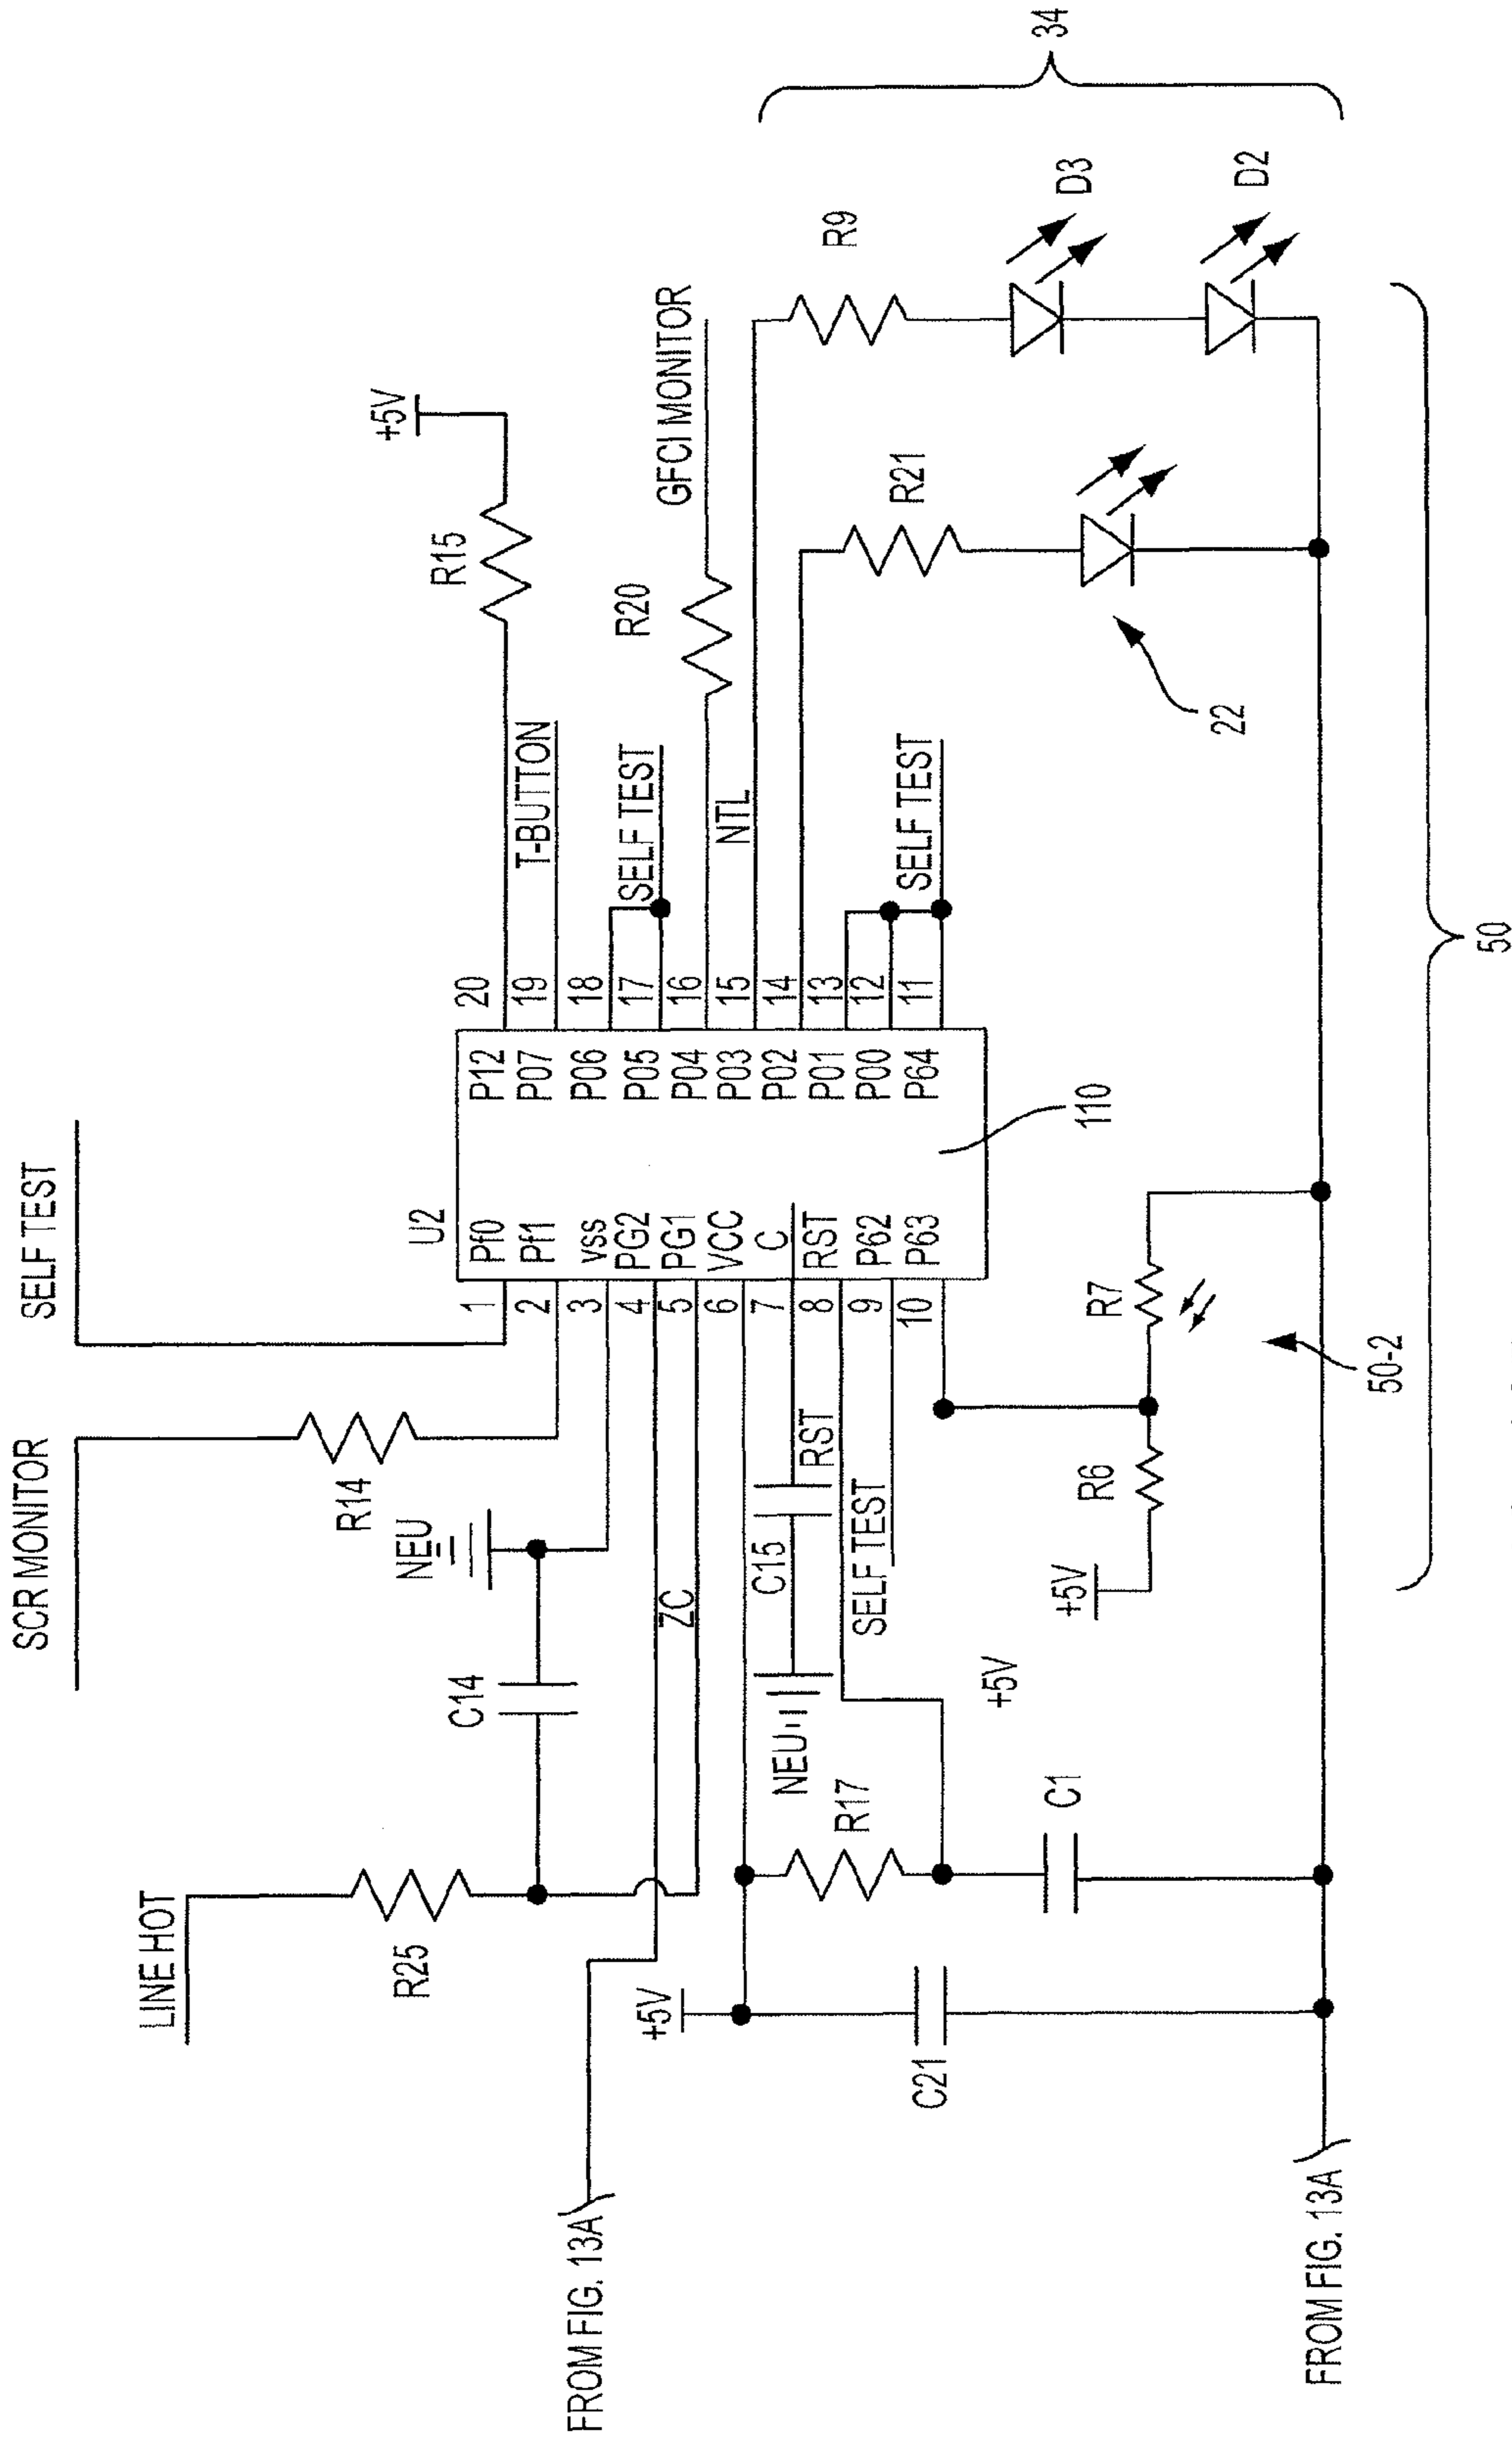 SCR MONITOR
SELF TEST
LINE HOT
R25
C14
NEU
R14
U2
+5V
R15
FROM FIG. 13A
ZC
1 Pf0
2 Pf1
3 vss
4 PG2
5 PG1
6 VCC
7 C
8 RST
9 P62
10 P63
P12 20
P07 19
P06 18
P05 17
P04 16
P03 15
P02 14
P01 13
P00 12
P64 11
T-BUTTON
SELF TEST
R20
GFCI MONITOR
NTL
SELF TEST
+5V
C21
R17
NEU
C15
RST
SELF TEST
+5V
C1
+5V
R6
R7
50-2
110
22
R21
R9
D3
D2
34
FROM FIG. 13A
50